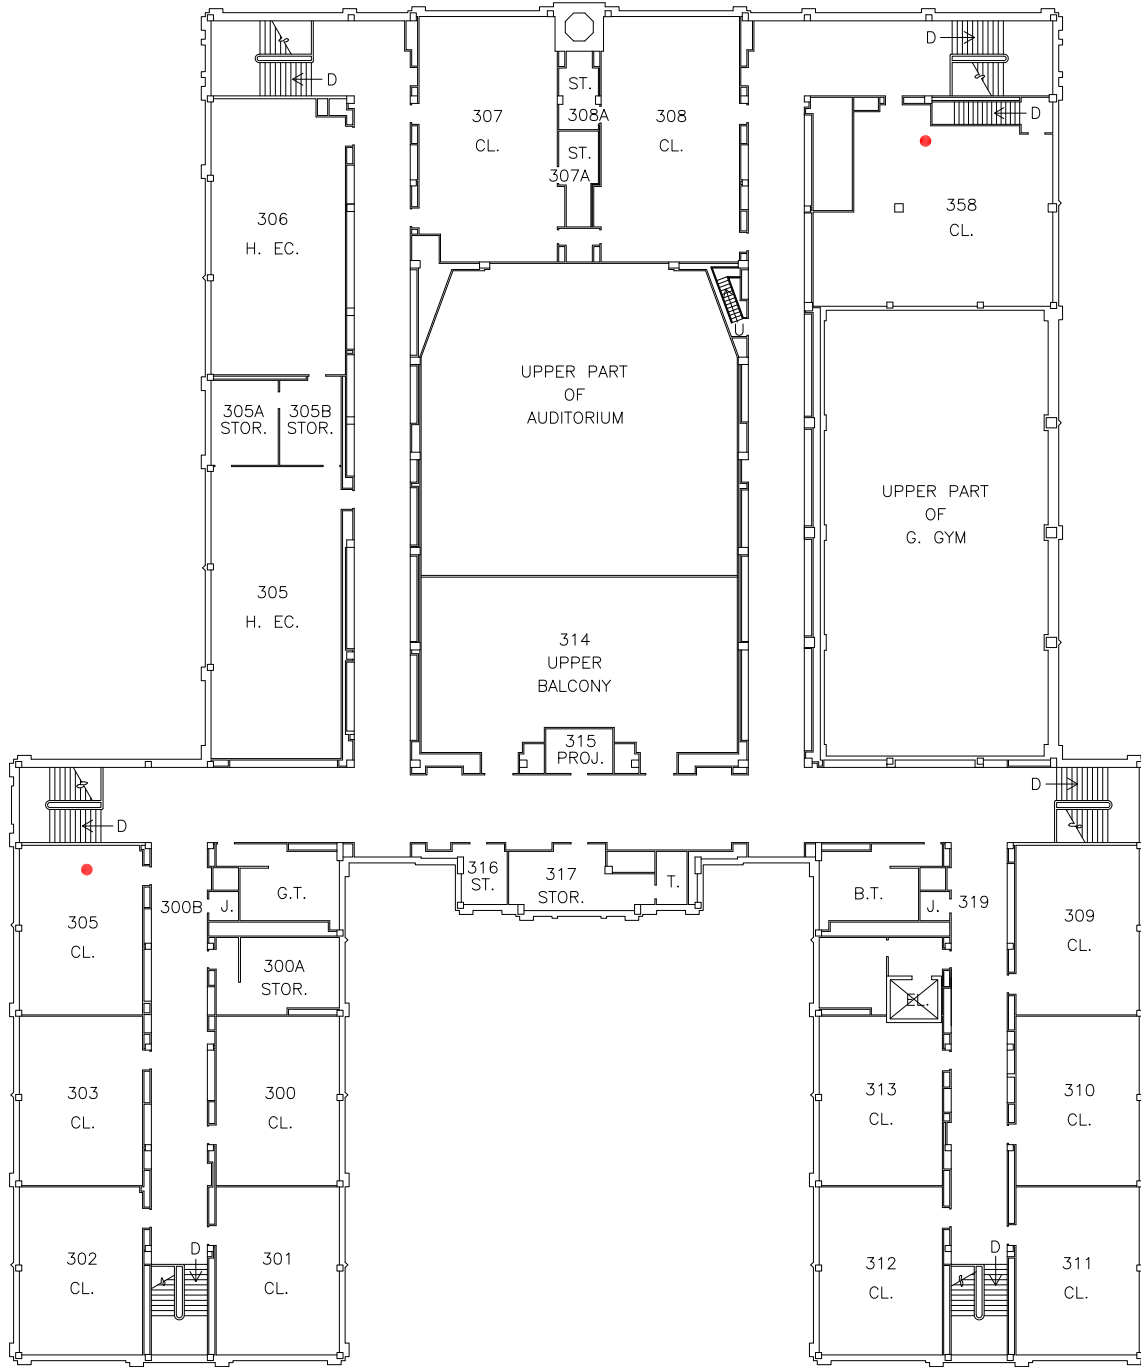 D
D
ST.
307
308A
308
CL.
CL.
ST.
307A
D
306
H. EC.
358
CL.
U
UPPER PART
OF
AUDITORIUM
305A
STOR.
305B
STOR.
UPPER PART
OF
G. GYM
305
H. EC.
314
UPPER
BALCONY
315
PROJ.
D
D
316
ST.
317
STOR.
T.
G.T.
J.
300B
305
CL.
B.T.
J.
319
309
CL.
300A
STOR.
EL.
303
CL.
300
CL.
313
CL.
310
CL.
D
D
302
CL.
301
CL.
312
CL.
311
CL.